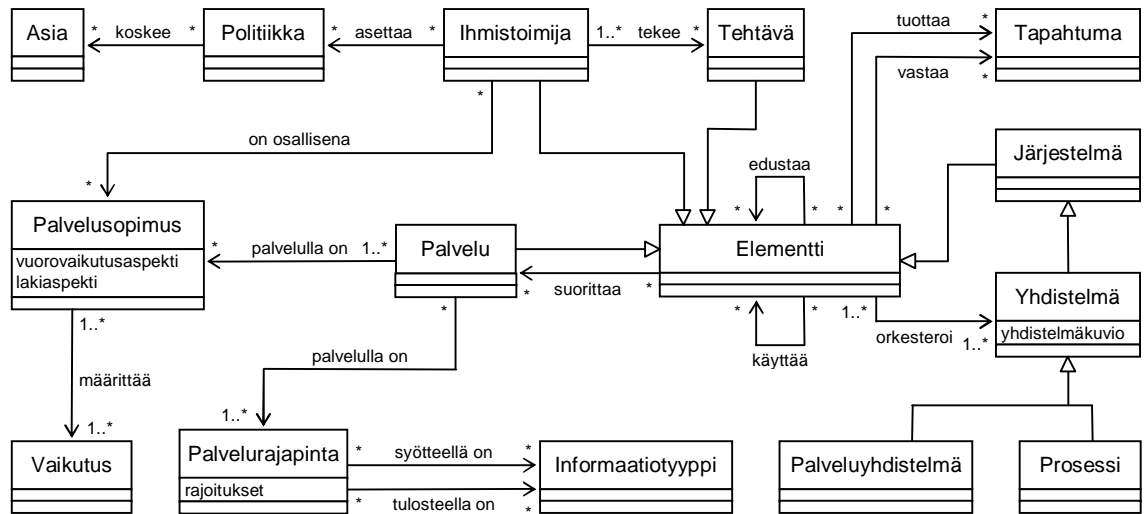 Asia
*
koskee
*
Politiikka
*
asettaa
*
Ihmistoimija
1..*
tekee
*
Tehtävä
tuottaa
*
Tapahtuma
vastaa
*
*
on osallisena
*
Järjestelmä
edustaa
*
*
*
*
Palvelusopimus
vuorovaikutusaspekti
lakiaspekti
*
palvelulla on
1..*
Palvelu
Elementti
*
suorittaa
*
*
*
*
käyttää
1..*
orkesteroi
1..*
Yhdistelmä
yhdistelmäkuvio
1..*
määrittää
1..*
*
palvelulla on
1..*
Vaikutus
Palvelurajapinta
rajoitukset
*
syötteellä on
*
*
tulosteella on
*
Informaatiotyyppi
Palveluyhdistelmä
Prosessi